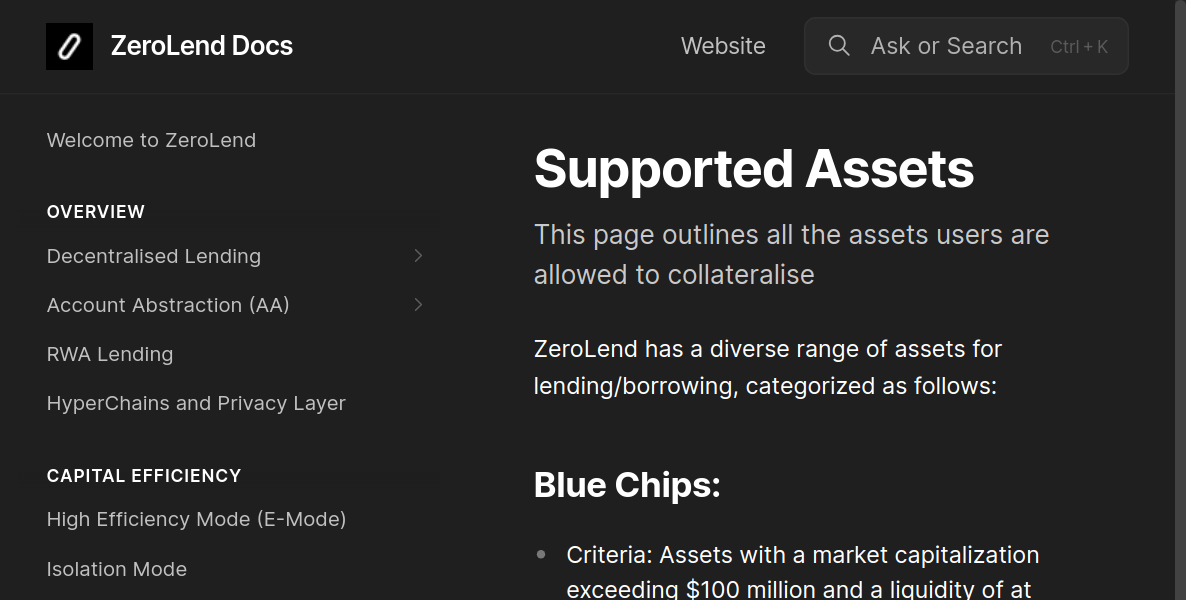 ZeroLend Docs
Website
Ask or Search
Ctrl + K
Welcome to ZeroLend
OVERVIEW
Decentralised Lending
Account Abstraction (AA)
RWA Lending
HyperChains and Privacy Layer
CAPITAL EFFICIENCY
High Efficiency Mode (E-Mode)
Isolation Mode
Supported Assets
This page outlines all the assets users are
allowed to collateralise
ZeroLend has a diverse range of assets for
lending/borrowing, categorized as follows:
Blue Chips:
Criteria: Assets with a market capitalization
exceeding $100 million and a liquidity of at